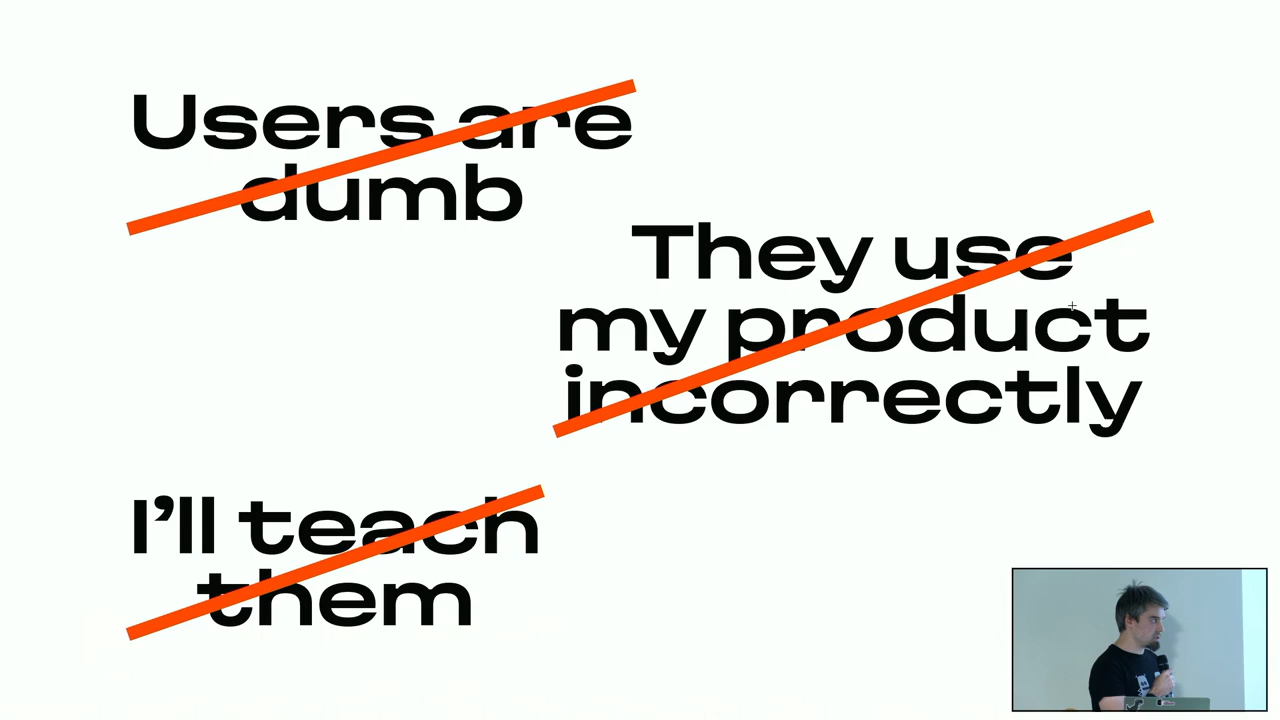 Users are
dumb
They use
my product
incorrectly
I’ll teach
them